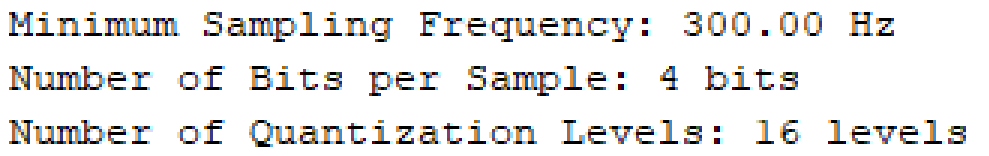 Minimum Sampling Frequency: 300.00 Hz
Number of Bits per Sample: 4 bits
Number of Quantization Levels: 16 levels